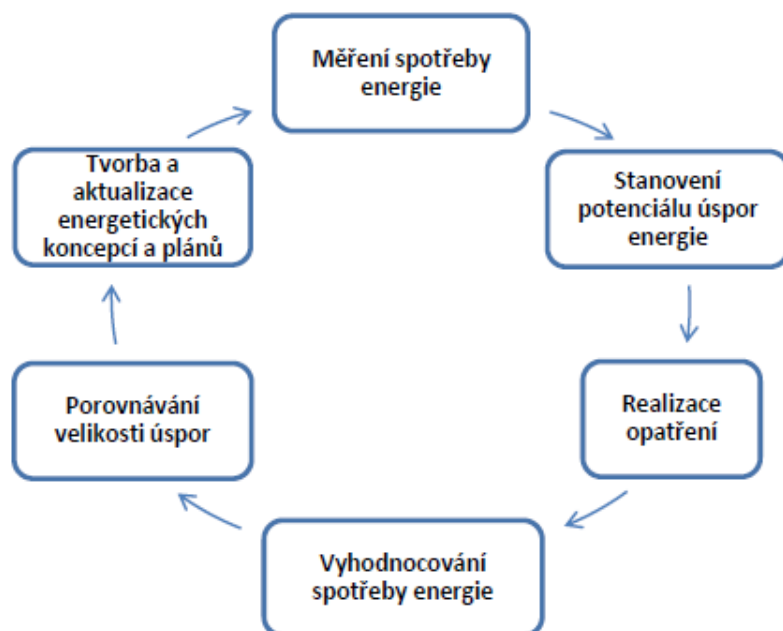 Měření spotřeby
energie
Stanovení
potenciálu úspor
energie
Realizace
opatření
Vyhodnocování
spotřeby energie
Porovnávání
velikosti úspor
Tvorba a
aktualizace
energetických
koncepcí a plánů